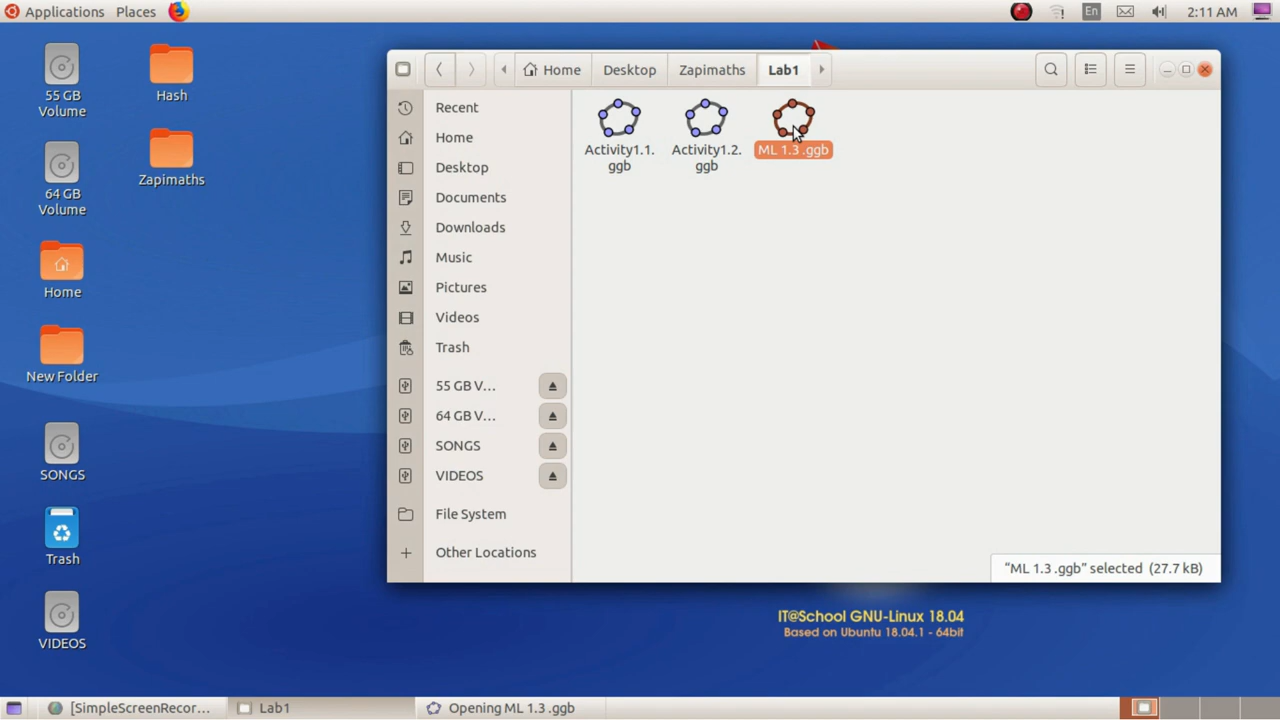 Applications Places
En
2:11 AM
55 GB
Volume
Hash
64 GB
Volume
Zapimaths
Home
New Folder
SONGS
Trash
VIDEOS
Home Desktop Zapimaths Lab1
Recent
Home
Desktop
Documents
Downloads
Music
Pictures
Videos
Trash
55 GB V...
64 GB V...
SONGS
VIDEOS
File System
Other Locations
Activity1.1.
ggb
Activity1.2.
ggb
ML 1.3 .ggb
"ML 1.3 .ggb" selected (27.7 kB)
IT@School GNU-Linux 18.04
Based on Ubuntu 18.04.1 - 64bit
[SimpleScreenRecor... Lab1 Opening ML 1.3 .ggb